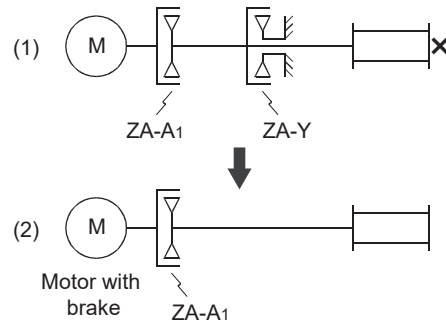 (1)
M
ZA-A1
ZA-Y
(2)
M
Motor with
brake
ZA-A1